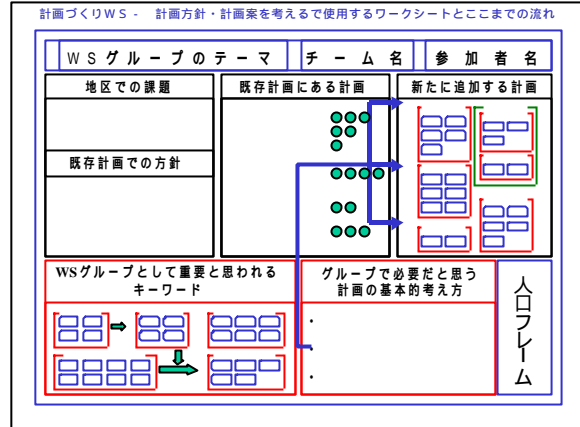 計画づくりWS - 計画方針・計画案を考えるで使用するワークシートとここまでの流れ
WSグループのテーマ
チーム名
参加者名
地区での課題
既存計画にある計画
新たに追加する計画
既存計画での方針
WSグループとして重要と思われる
キーワード
グループで必要だと思う
計画の基本的考え方
・
・
・
人口フレーム